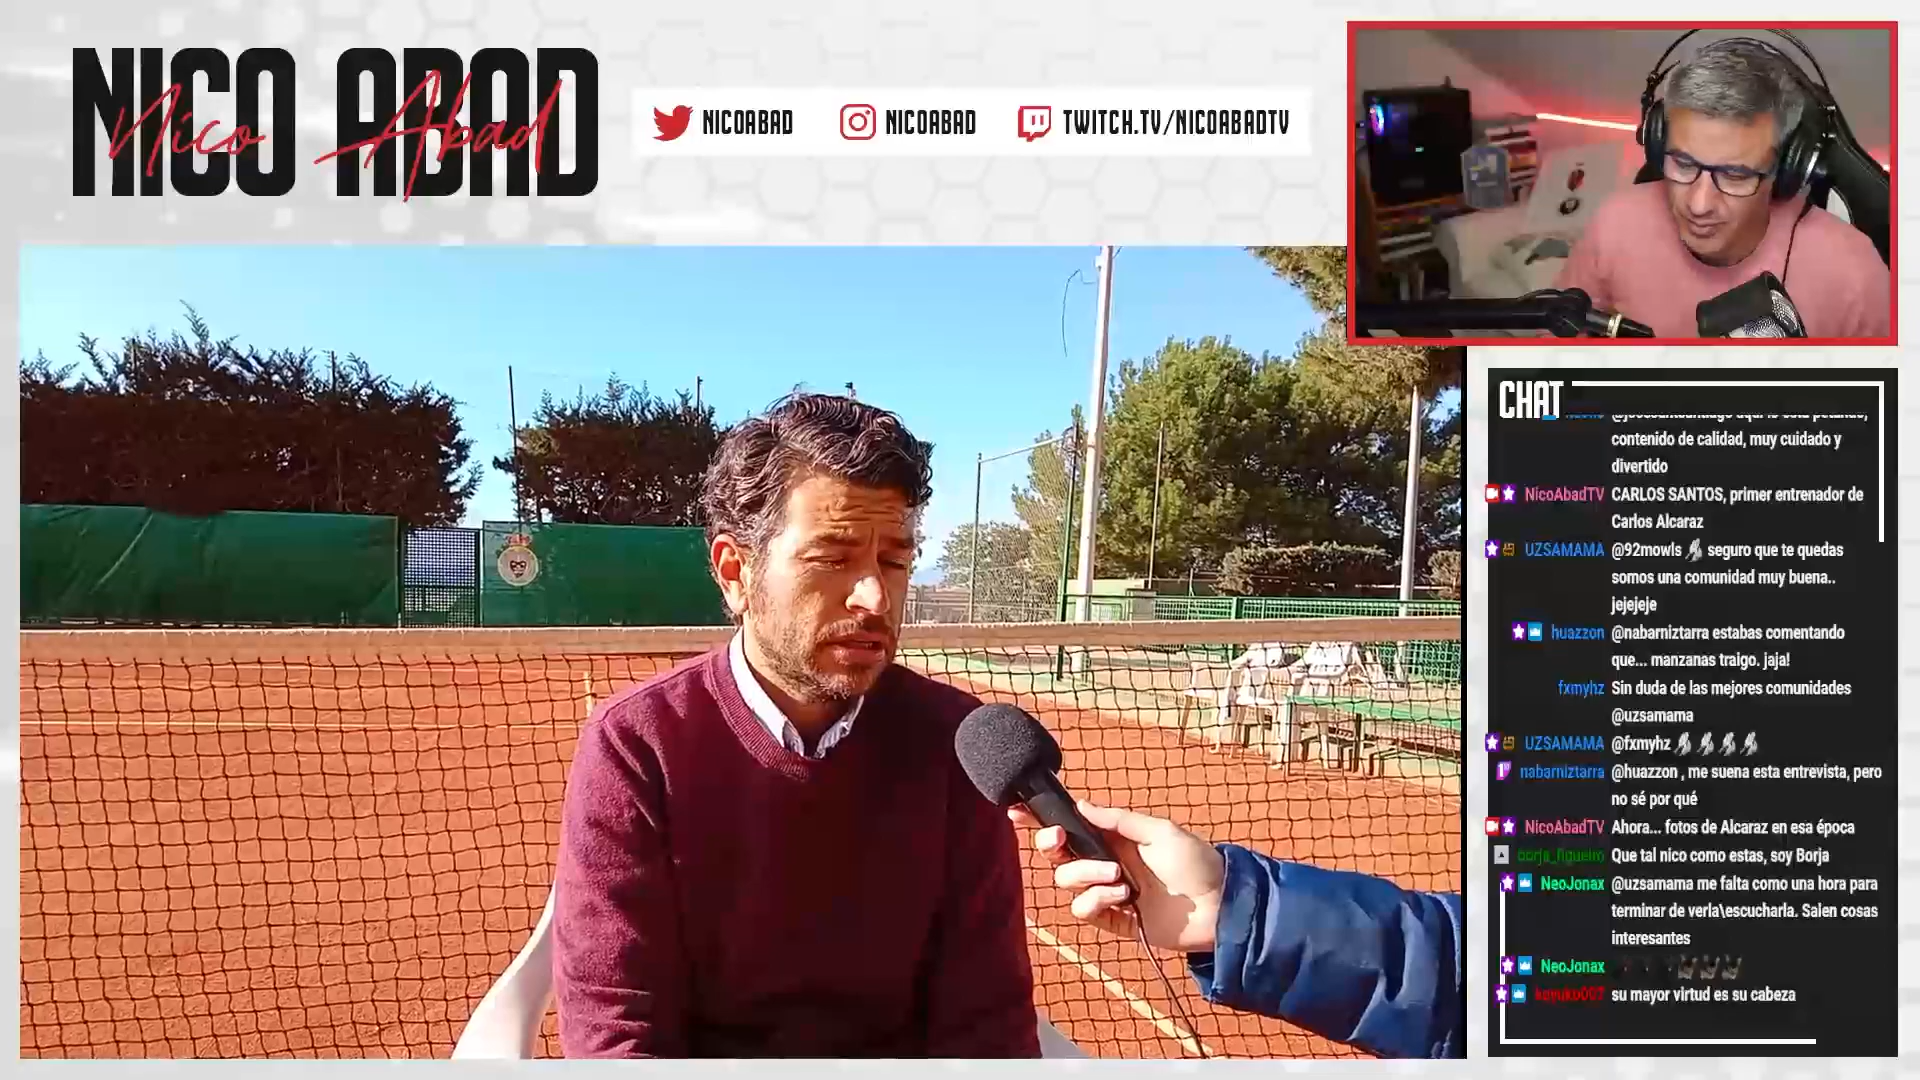 NICO ABAD
Nico Abad
NICOABAD
NICOABAD
TWITCH.TV/NICOABADTV
CHAT
contenido de calidad, muy cuidado y
divertido
NicoAbadTV CARLOS SANTOS, primer entrenador de
Carlos Alcaraz
UZSAMAMA @92mowls seguro que te quedas
somos una comunidad muy buena..
jejejeje
huazzon @nabarniztarra estabas comentando
que... manzanas traigo. jaja!
fxmyhz Sin duda de las mejores comunidades
@uzsamama
UZSAMAMA @fxmyhz
nabarniztarra @huazzon , me suena esta entrevista, pero
no sé por qué
NicoAbadTV Ahora... fotos de Alcaraz en esa época
borja_figueiro Que tal nico como estas, soy Borja
NeoJonax @uzsamama me falta como una hora para
terminar de verla\escucharla. Salen cosas
interesantes
NeoJonax
su mayor virtud es su cabeza